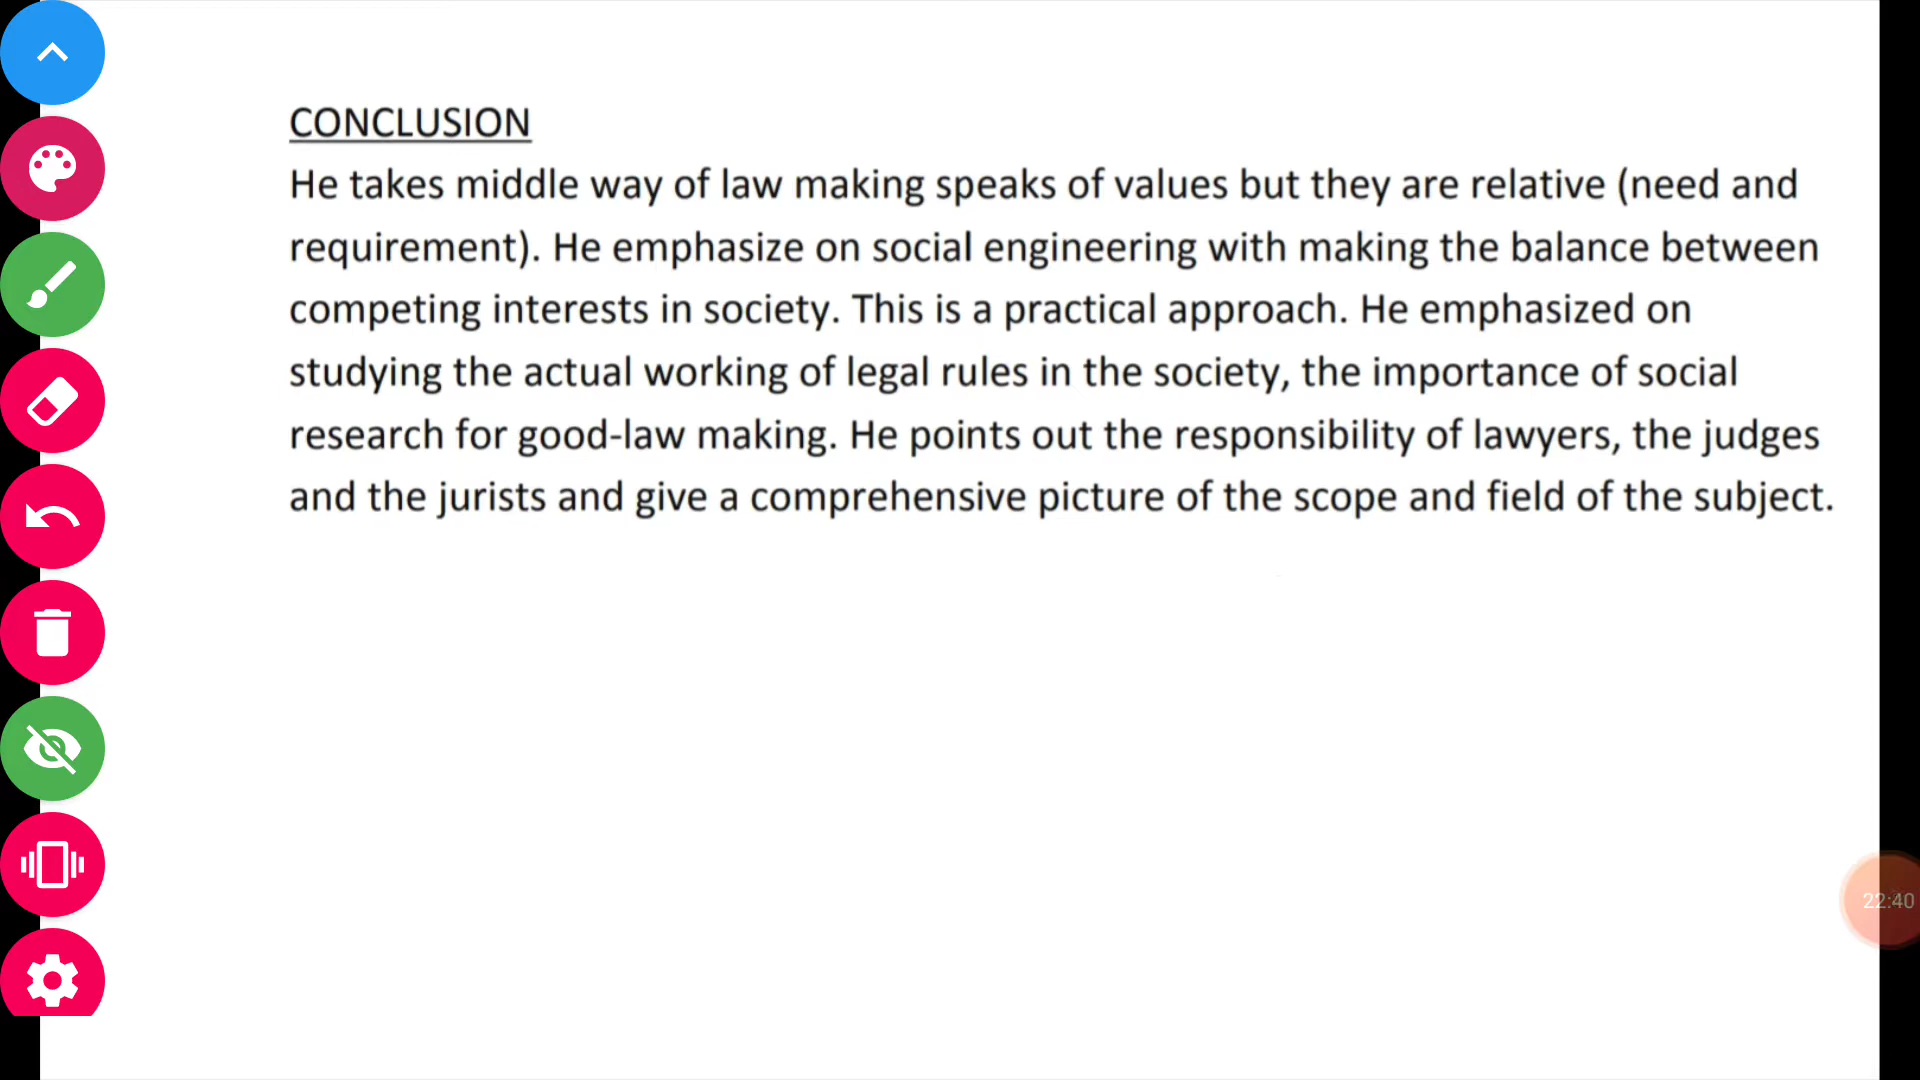 CONCLUSION
He takes middle way of law making speaks of values but they are relative (need and
requirement). He emphasize on social engineering with making the balance between
competing interests in society. This is a practical approach. He emphasized on
studying the actual working of legal rules in the society, the importance of social
research for good-law making. He points out the responsibility of lawyers, the judges
and the jurists and give a comprehensive picture of the scope and field of the subject.
22:40